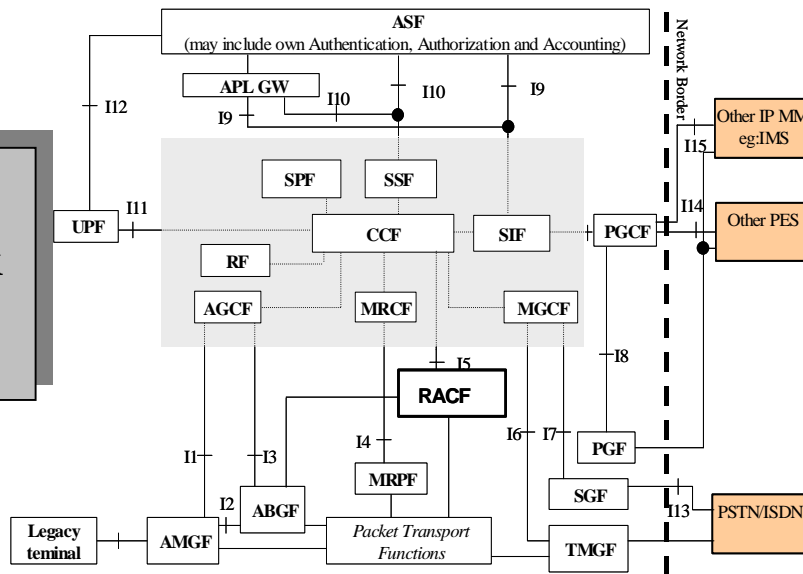 ASF
(may include own Authentication, Authorization and Accounting)
Network Border
APL GW
I10
I10
I9
I9
I12
Other IP MM
eg:IMS
I15
SPF
SSF
I11
UPF
CCF
SIF
PGCF
I14
Other PES
RF
AGCF
MRCF
MGCF
I5
I8
RACF
I1
I3
I4
I6
I7
PGF
MRPF
SGF
I2
ABGF
I13
PSTN/ISDN
Legacy
teminal
AMGF
Packet Transport
Functions
TMGF